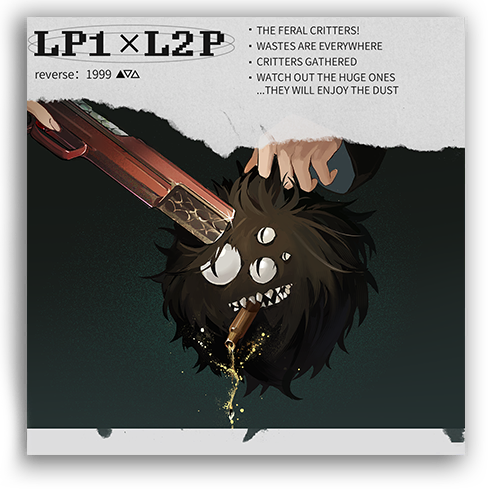 LP1×L2P
reverse：1999
• THE FERAL CRITTERS!
• WASTES ARE EVERYWHERE
• CRITTERS GATHERED
• WATCH OUT THE HUGE ONES
...THEY WILL ENJOY THE DUST